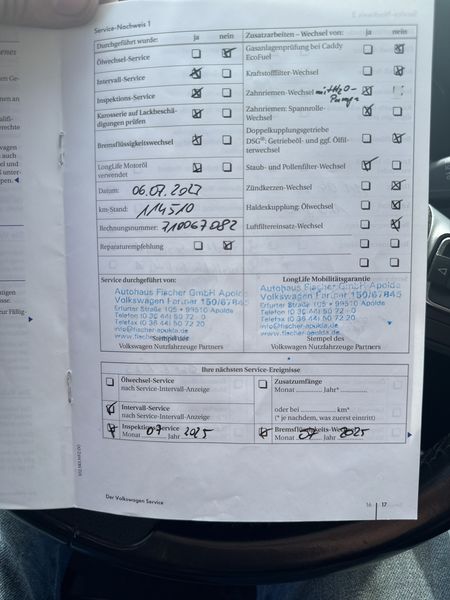 Service-Nachweis 1
Durchgeführt wurde: ja nein
Ölwechsel-Service
Intervall-Service
Inspektions-Service
Karosserie auf Lackbeschä-
digungen prüfen
Bremsflüssigkeitswechsel
LongLife Motoröl
verwendet
Datum: 06.07.2023
km-Stand: 114510
Rechnungsnummer: 710067082
Reparaturempfehlung
Zusatzarbeiten – Wechsel von: ja nein
Gasanlagenprüfung bei Caddy
EcoFuel
Kraftstofffilter-Wechsel
Zahnriemen-Wechsel mit H2O-
Pumpe
Zahnriemen: Spannrolle-
Wechsel
Doppelkupplungsgetriebe
DSG®: Getriebeöl- und ggf. Ölfil-
terwechsel
Staub- und Pollenfilter-Wechsel
Zündkerzen-Wechsel
Haldexkupplung: Ölwechsel
Luftfiltereinsatz-Wechsel
Service durchgeführt von:
Autohaus Fischer GmbH Apolda
Volkswagen Partner 150/67845
Erfurter Straße 105 • 99510 Apolda
Telefon (0 36 44) 50 72 - 0
Telefax (0 36 44) 50 72 20
info@fischer-apolda.de
www.fischer-apolda.de
Stempel des
Volkswagen Nutzfahrzeuge Partners
LongLife Mobilitätsgarantie
Autohaus Fischer GmbH Apolda
Volkswagen Partner 150/67845
Erfurter Straße 105 • 99510 Apolda
Telefon (0 36 44) 50 72 - 0
Telefax (0 36 44) 50 72 20
info@fischer-apolda.de
www.fischer-apolda.de
Stempel des
Volkswagen Nutzfahrzeuge Partners
Ihre nächsten Service-Ereignisse
Ölwechsel-Service
nach Service-Intervall-Anzeige
Intervall-Service
nach Service-Intervall-Anzeige
Inspektions-Service
Monat 07 Jahr 2025
Zusatzumfänge
Monat ............ Jahr* ............
oder bei ............ km*
(* je nachdem, was zuerst eintritt)
Bremsflüssigkeits-Wechsel
Monat 07 Jahr 2025
Der Volkswagen Service
16 17